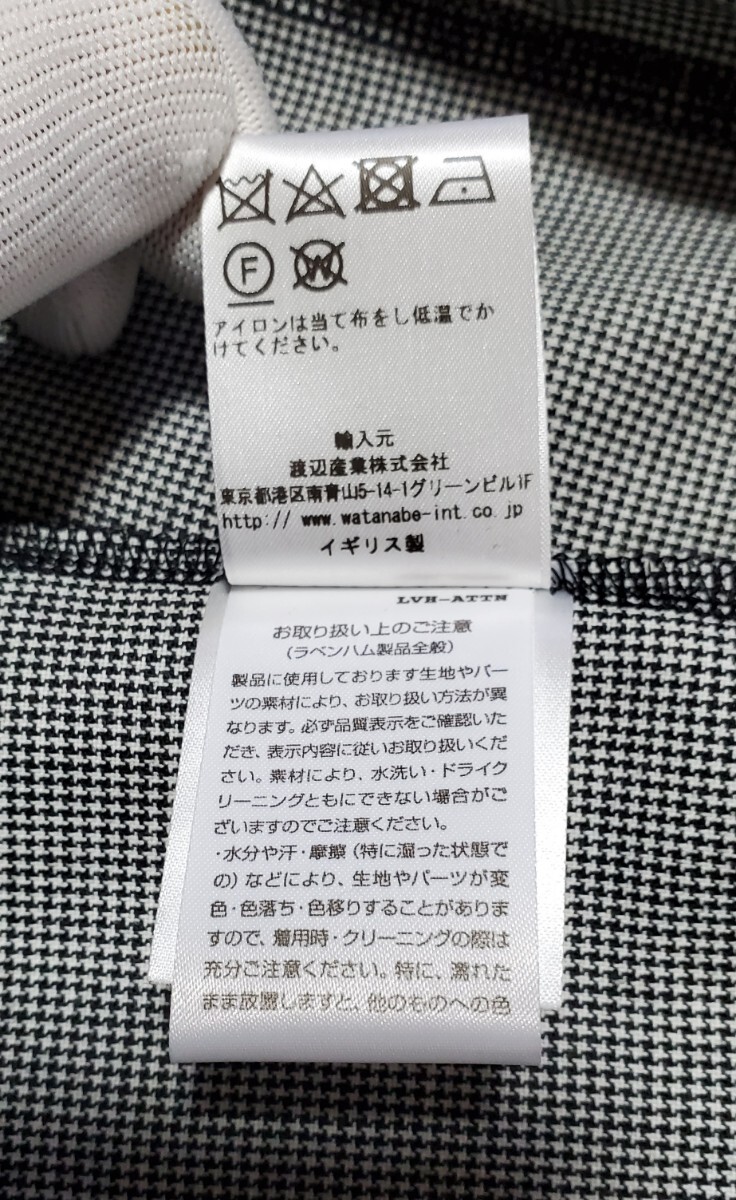 F
W
アイロンは当て布をし低温でか
けてください。
輸入元
渡辺産業株式会社
東京都港区南青山5-14-1グリーンビル1F
http:// www.watanabe-int.co.jp
イギリス製
LVH-ATTN
お取り扱い上のご注意
(ラベンハム製品全般)
製品に使用しております生地やパー
ツの素材により、お取り扱い方法が異
なります。必ず品質表示をご確認いた
だき、表示内容に従いお取り扱いくだ
さい。素材により、水洗い・ドライク
リーニングともにできない場合がご
ざいますのでご注意ください。
・水分や汗・摩擦(特に湿った状態で
の)などにより、生地やパーツが変
色・色落ち・色移りすることがありま
すので、着用時・クリーニングの際は
充分ご注意ください。特に、濡れた
まま放置しますと、他のものへの色